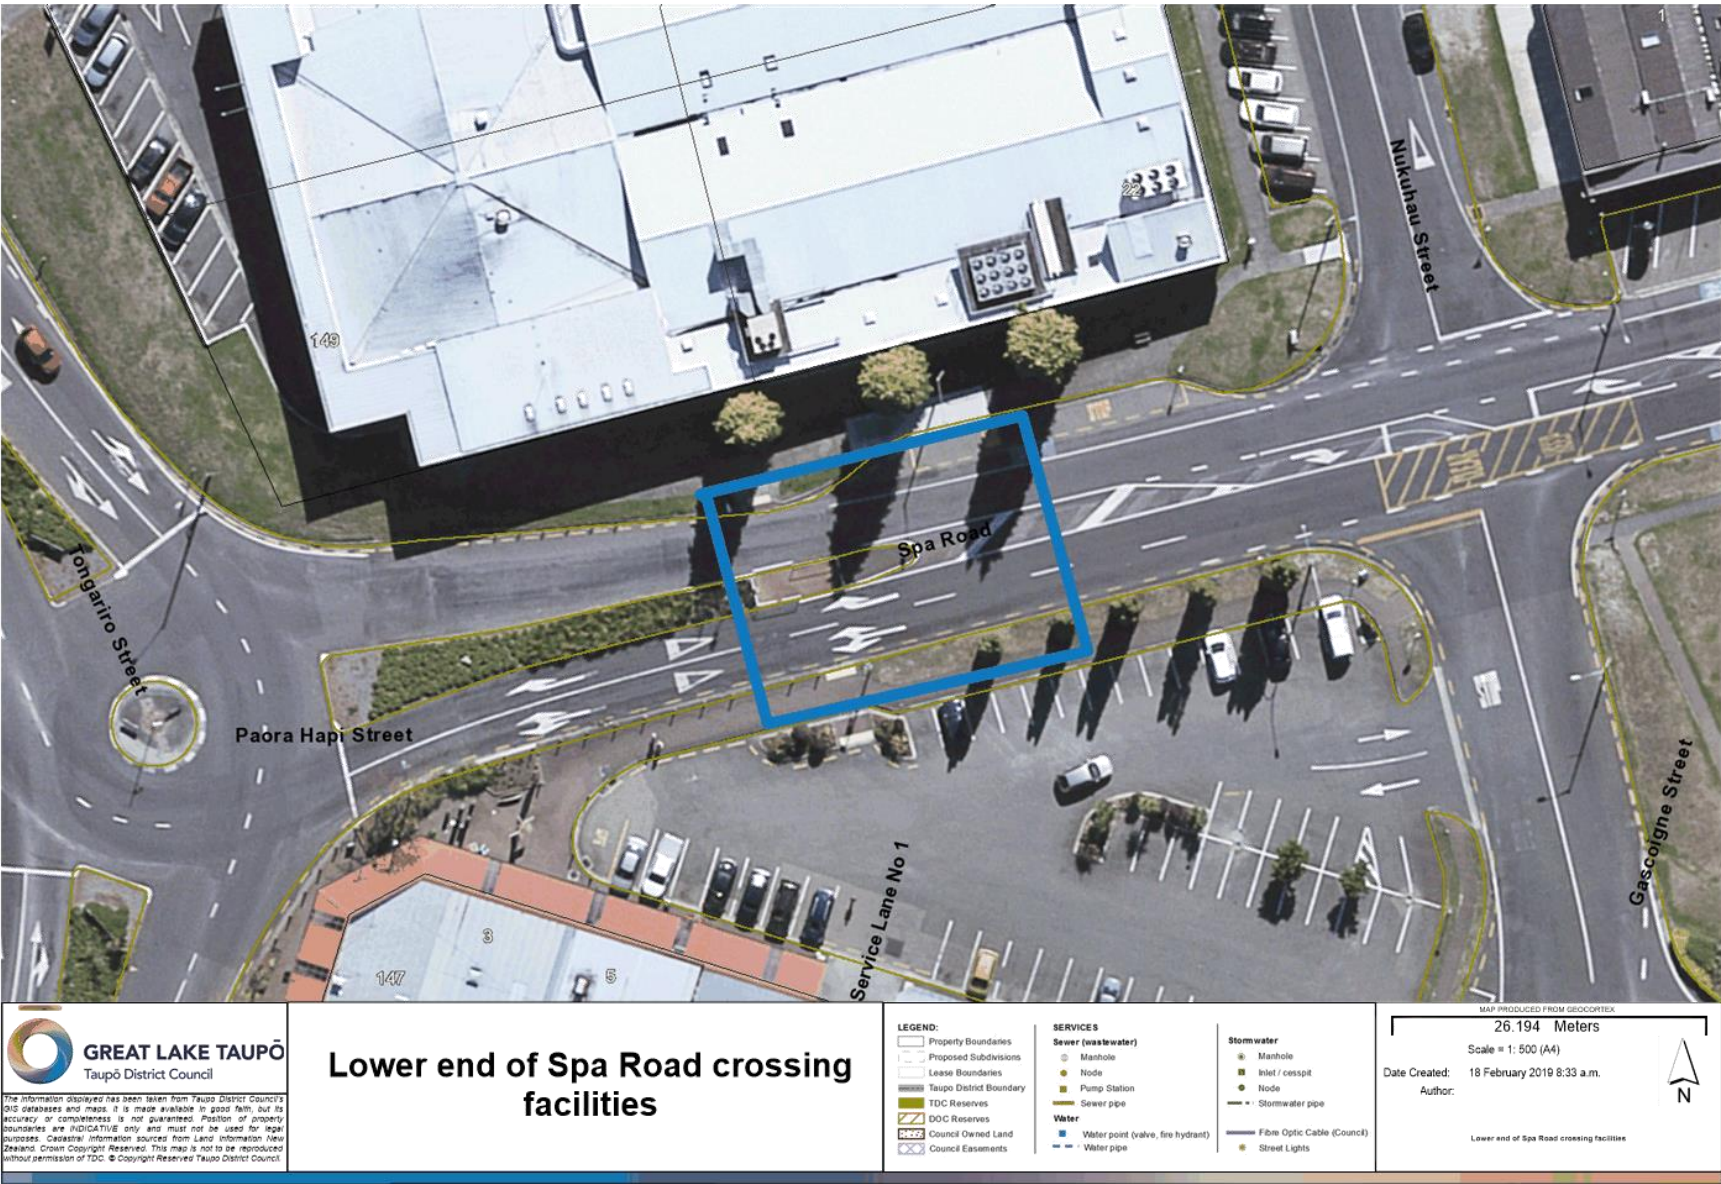 1
22
Nukuhau Street
149
Spa Road
Tongariro Street
Paora Hapi Street
Gascoigne Street
Service Lane No 1
3
147
5
GREAT LAKE TAUPŌ
Taupō District Council
The information displayed has been taken from Taupo District Council's
GIS databases and maps. It is made available in good faith, but its
accuracy or completeness is not guaranteed. Position of property
boundaries are INDICATIVE only and must not be used for legal
purposes. Cadastral information sourced from Land Information New
Zealand. Crown Copyright Reserved. This map is not to be reproduced
without permission of TDC. © Copyright Reserved Taupo District Council.
Lower end of Spa Road crossing
facilities
LEGEND:
Property Boundaries
Proposed Subdivisions
Lease Boundaries
Taupo District Boundary
TDC Reserves
DOC Reserves
Council Owned Land
Council Easements
SERVICES
Sewer (wastewater)
Manhole
Node
Pump Station
Sewer pipe
Water
Water point (valve, fire hydrant)
Water pipe
Stormwater
Manhole
Inlet / cesspit
Node
Stormwater pipe
Fibre Optic Cable (Council)
Street Lights
MAP PRODUCED FROM GEOCORTEX
26.194 Meters
Scale = 1: 500 (A4)
Date Created: 18 February 2019 8:33 a.m.
Author:
N
Lower end of Spa Road crossing facilities